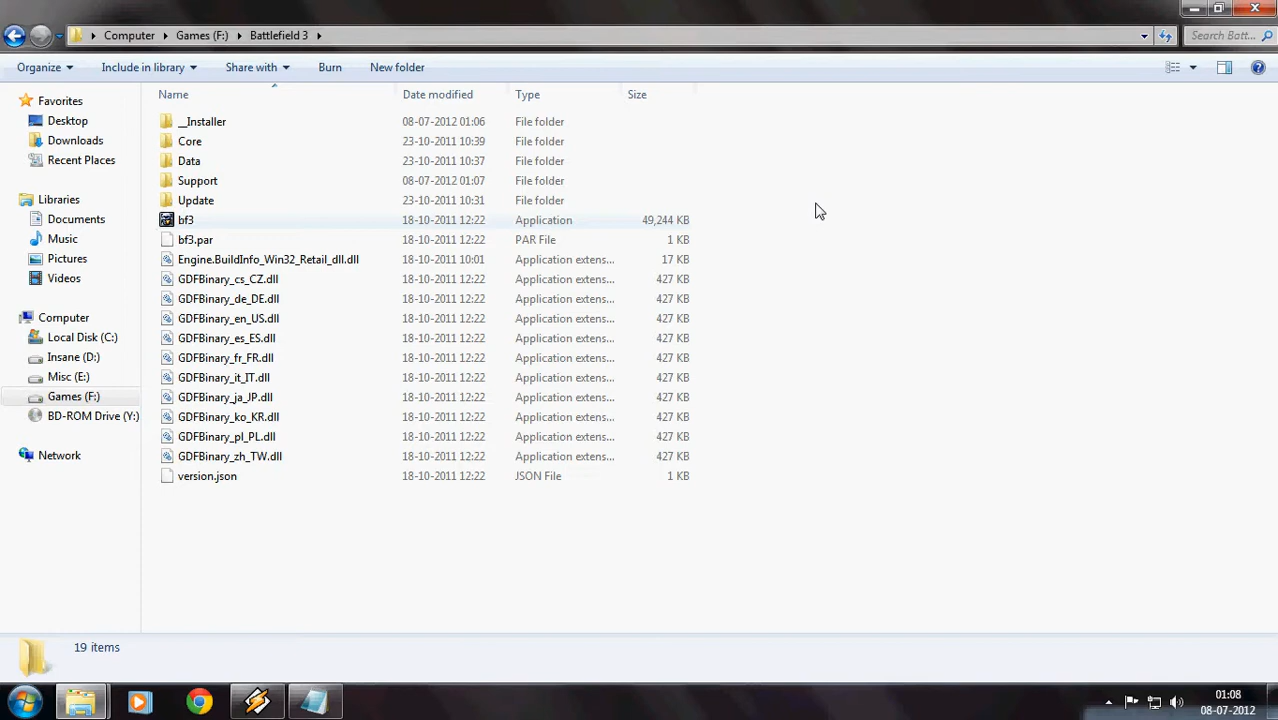 Computer Games (F:) Battlefield 3 Search Batt...
Organize Include in library Share with Burn New folder
Name Date modified Type Size
Favorites
Desktop
Downloads
Recent Places
Libraries
Documents
Music
Pictures
Videos
Computer
Local Disk (C:)
Insane (D:)
Misc (E:)
Games (F:)
BD-ROM Drive (Y:)
Network
__Installer 08-07-2012 01:06 File folder
Core 23-10-2011 10:39 File folder
Data 23-10-2011 10:37 File folder
Support 08-07-2012 01:07 File folder
Update 23-10-2011 10:31 File folder
bf3 18-10-2011 12:22 Application 49,244 KB
bf3.par 18-10-2011 12:22 PAR File 1 KB
Engine.BuildInfo_Win32_Retail_dll.dll 18-10-2011 10:01 Application extens... 17 KB
GDFBinary_cs_CZ.dll 18-10-2011 12:22 Application extens... 427 KB
GDFBinary_de_DE.dll 18-10-2011 12:22 Application extens... 427 KB
GDFBinary_en_US.dll 18-10-2011 12:22 Application extens... 427 KB
GDFBinary_es_ES.dll 18-10-2011 12:22 Application extens... 427 KB
GDFBinary_fr_FR.dll 18-10-2011 12:22 Application extens... 427 KB
GDFBinary_it_IT.dll 18-10-2011 12:22 Application extens... 427 KB
GDFBinary_ja_JP.dll 18-10-2011 12:22 Application extens... 427 KB
GDFBinary_ko_KR.dll 18-10-2011 12:22 Application extens... 427 KB
GDFBinary_pl_PL.dll 18-10-2011 12:22 Application extens... 427 KB
GDFBinary_zh_TW.dll 18-10-2011 12:22 Application extens... 427 KB
version.json 18-10-2011 12:22 JSON File 1 KB
19 items
01:08
08-07-2012